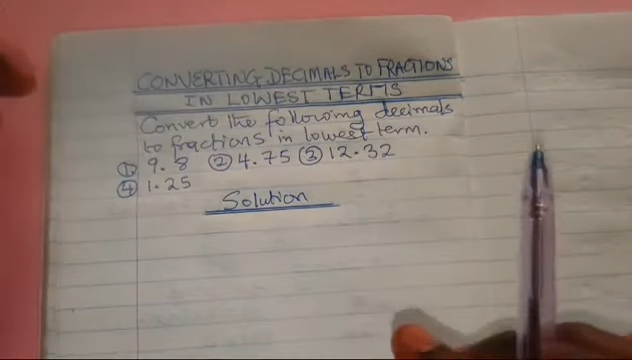 CONVERTING DECIMALS TO FRACTIONS
IN LOWEST TERMS
Convert the following decimals
to fractions in lowest term.
① 9.8 ② 4.75 ③ 12.32
④ 1.25
Solution